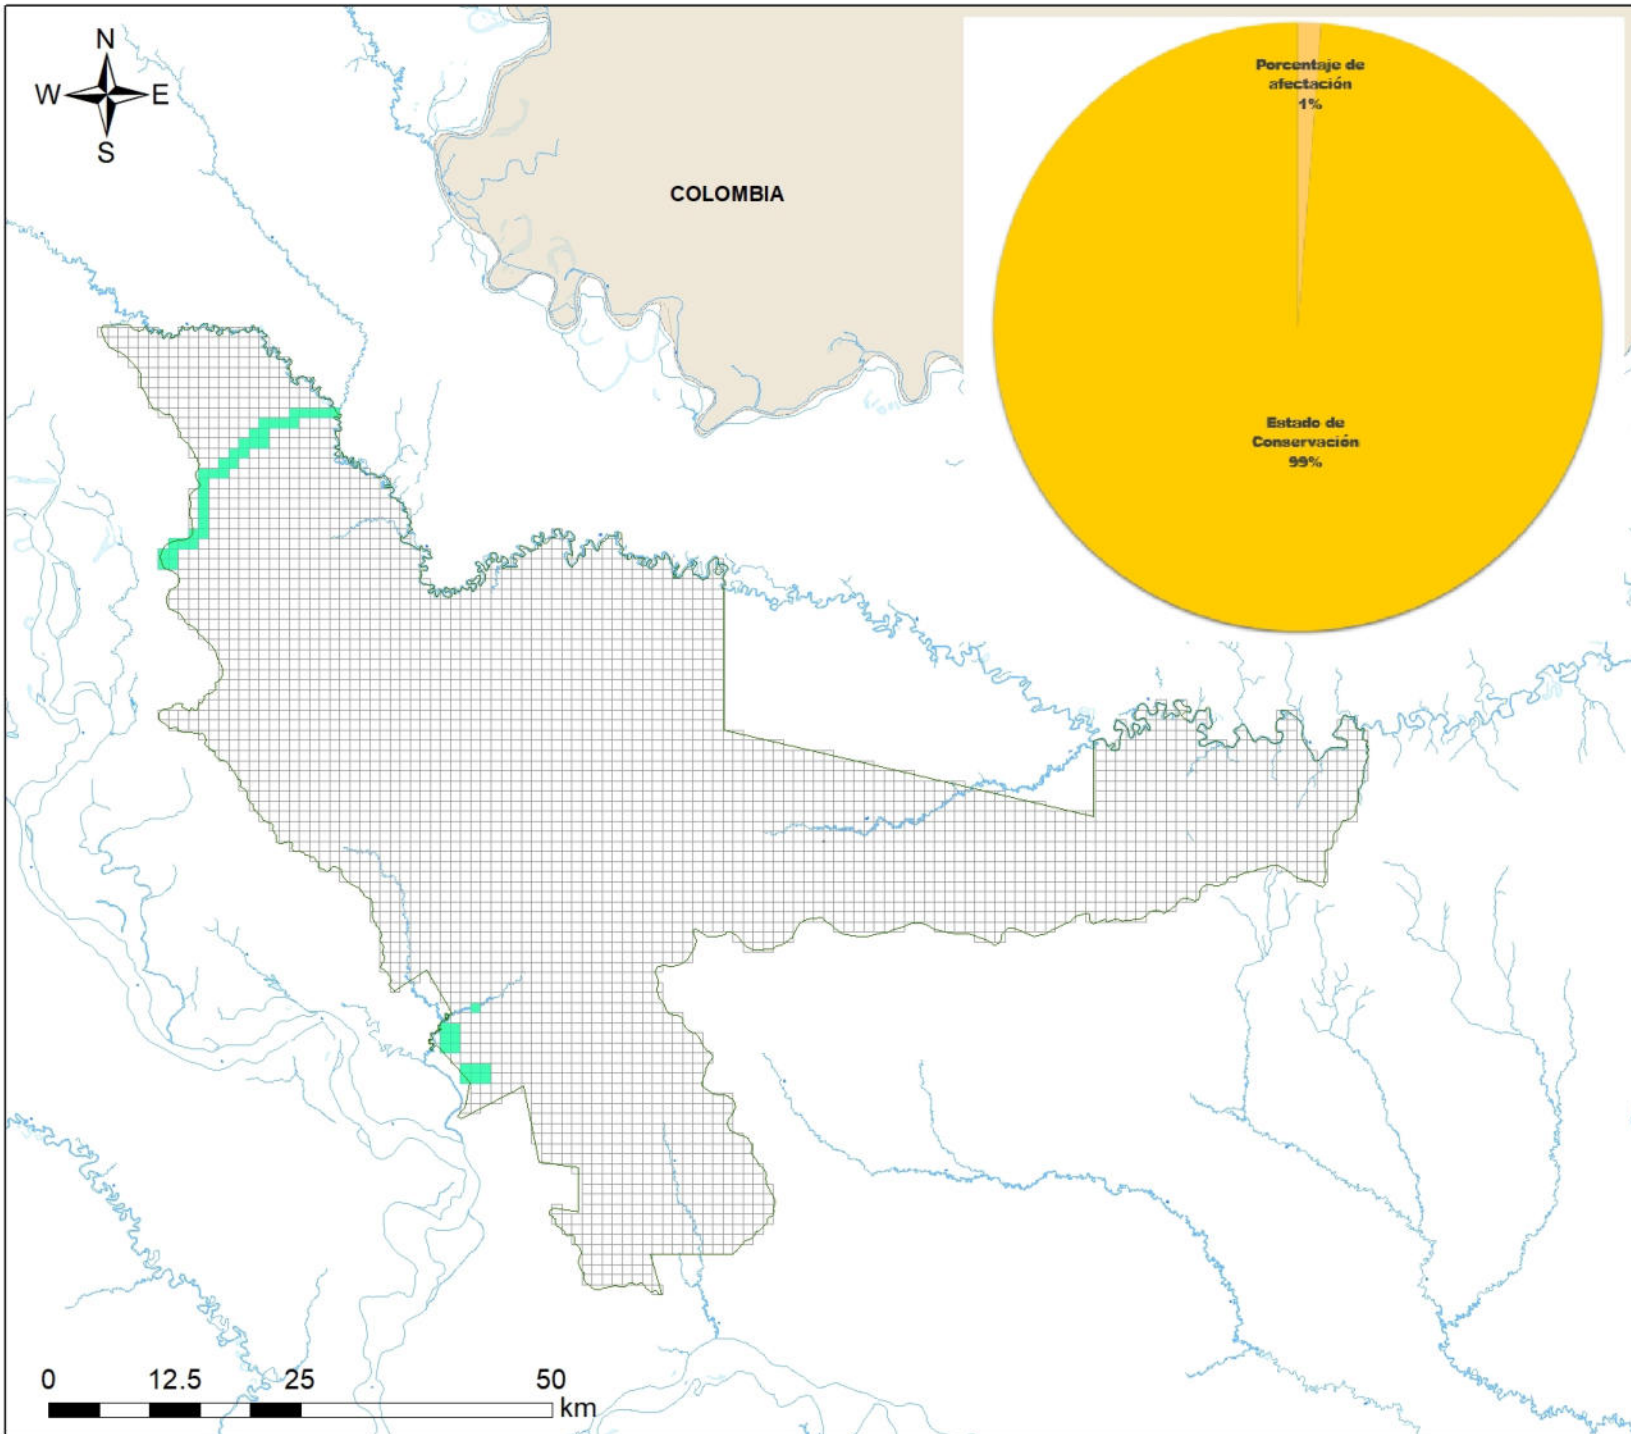 N
W E
S
COLOMBIA
Porcentaje de
afectación
1%
Estado de
Conservación
99%
0 12.5 25 50
km